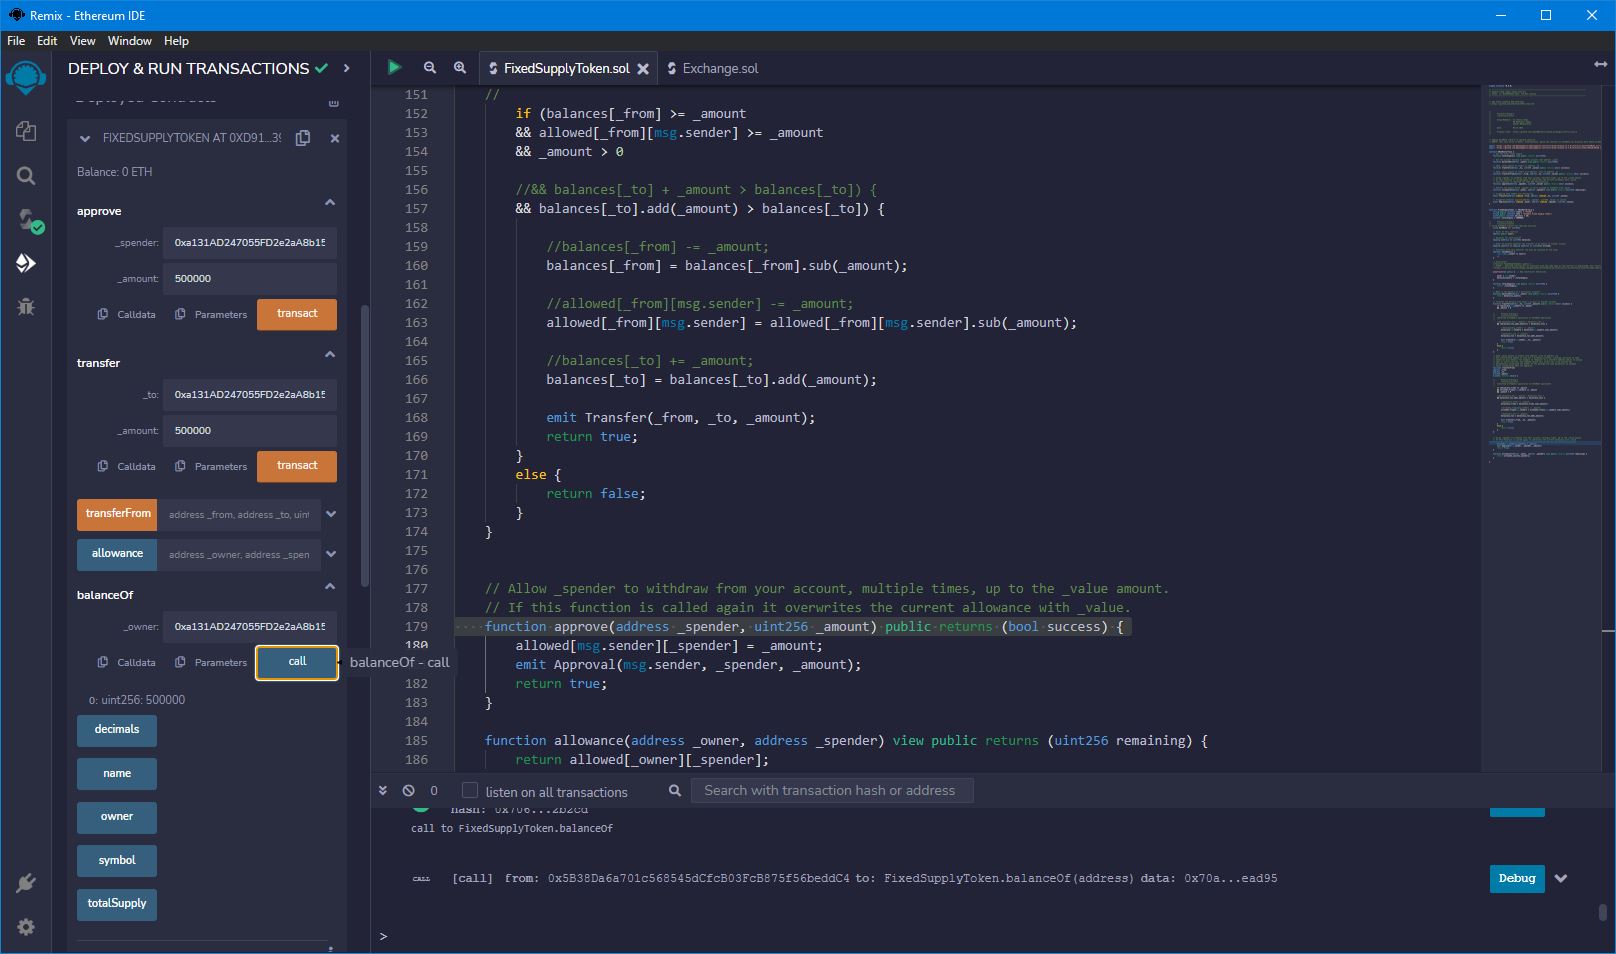 Remix - Ethereum IDE
File Edit View Window Help
DEPLOY & RUN TRANSACTIONS
Deployed Contracts
FIXEDSUPPLYTOKEN AT 0XD91...39
Balance: 0 ETH
approve
_spender: 0xa131AD247055FD2e2aA8b15
_amount: 500000
Calldata Parameters transact
transfer
_to: 0xa131AD247055FD2e2aA8b15
_amount: 500000
Calldata Parameters transact
transferFrom address _from, address _to, uint
allowance address _owner, address _spen
balanceOf
_owner: 0xa131AD247055FD2e2aA8b15
Calldata Parameters call
balanceOf - call
0: uint256: 500000
decimals
name
owner
symbol
totalSupply
FixedSupplyToken.sol Exchange.sol
151 //
152 if (balances[_from] >= _amount
153 && allowed[_from][msg.sender] >= _amount
154 && _amount > 0
155
156 //&& balances[_to] + _amount > balances[_to]) {
157 && balances[_to].add(_amount) > balances[_to]) {
158
159 //balances[_from] -= _amount;
160 balances[_from] = balances[_from].sub(_amount);
161
162 //allowed[_from][msg.sender] -= _amount;
163 allowed[_from][msg.sender] = allowed[_from][msg.sender].sub(_amount);
164
165 //balances[_to] += _amount;
166 balances[_to] = balances[_to].add(_amount);
167
168 emit Transfer(_from, _to, _amount);
169 return true;
170 }
171 else {
172 return false;
173 }
174 }
175
176
177 // Allow _spender to withdraw from your account, multiple times, up to the _value amount.
178 // If this function is called again it overwrites the current allowance with _value.
179 function approve(address _spender, uint256 _amount) public returns (bool success) {
180 allowed[msg.sender][_spender] = _amount;
emit Approval(msg.sender, _spender, _amount);
182 return true;
183 }
184
185 function allowance(address _owner, address _spender) view public returns (uint256 remaining) {
186 return allowed[_owner][_spender];
0 listen on all transactions Search with transaction hash or address
hash: 0x706...2b2cd
call to FixedSupplyToken.balanceOf
CALL [call] from: 0x5B38Da6a701c568545dCfcB03FcB875f56beddC4 to: FixedSupplyToken.balanceOf(address) data: 0x70a...ead95 Debug
>